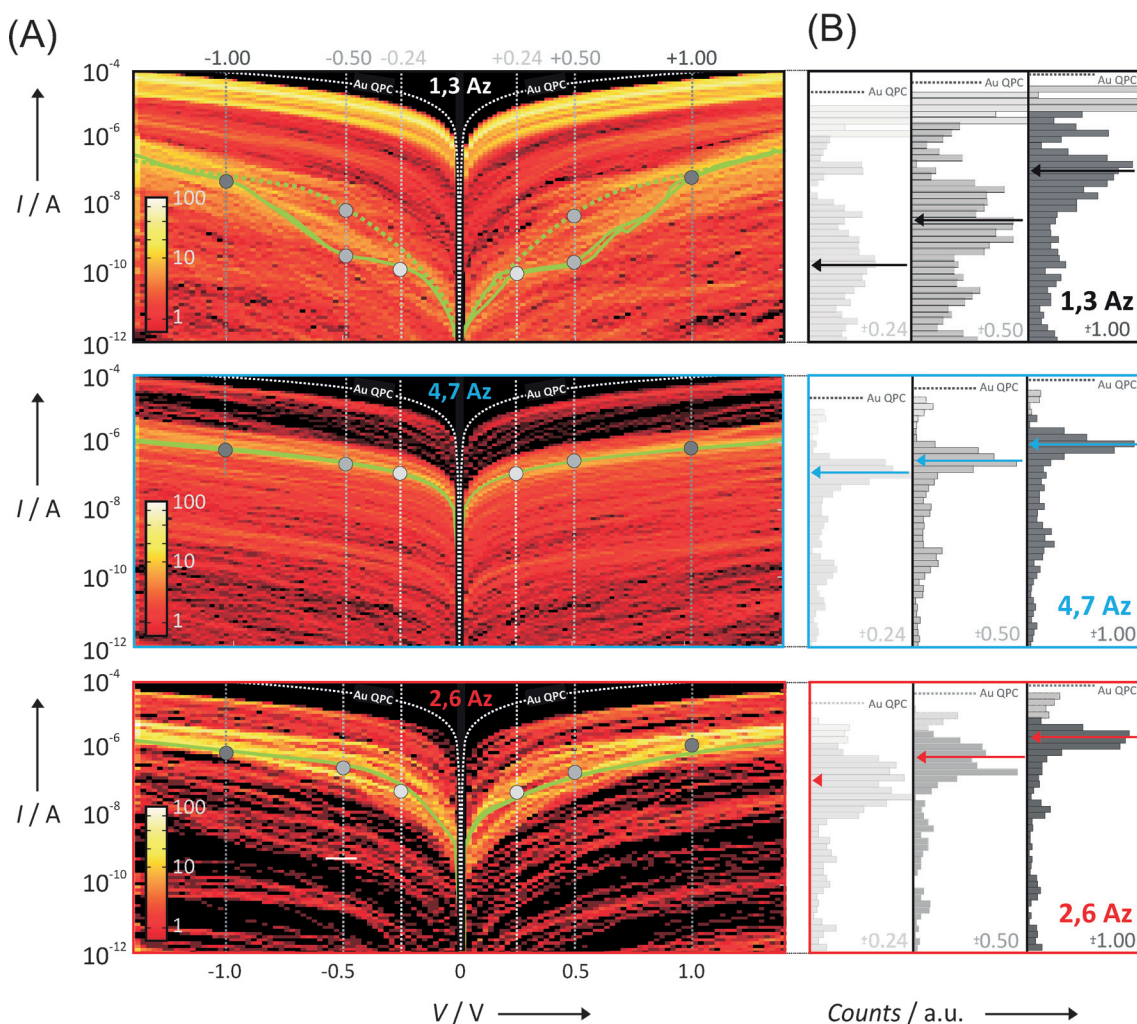 (A) (B)
-1.00 -0.50 -0.24 +0.24 +0.50 +1.00
10⁻⁴
10⁻⁶
10⁻⁸
10⁻¹⁰
10⁻¹²
I / A
Au QPC 1,3 Az Au QPC
100
10
1
Au QPC Au QPC Au QPC
1,3 Az
±0.24 ±0.50 ±1.00
10⁻⁴
10⁻⁶
10⁻⁸
10⁻¹⁰
10⁻¹²
I / A
Au QPC 4,7 Az Au QPC
100
10
1
Au QPC Au QPC Au QPC
4,7 Az
±0.24 ±0.50 ±1.00
10⁻⁴
10⁻⁶
10⁻⁸
10⁻¹⁰
10⁻¹²
I / A
Au QPC 2,6 Az Au QPC
100
10
1
Au QPC Au QPC Au QPC
2,6 Az
±0.24 ±0.50 ±1.00
-1.0 -0.5 0 0.5 1.0
V / V
Counts / a.u.